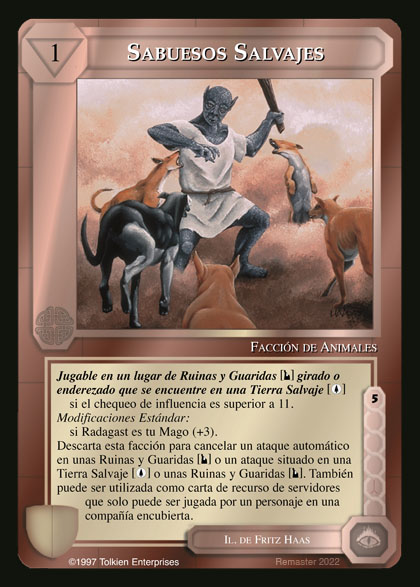 1
Sabuesos Salvajes
Facción de Animales
Jugable en un lugar de Ruinas y Guaridas [] girado o
enderezado que se encuentre en una Tierra Salvaje []
si el chequeo de influencia es superior a 11.
Modificaciones Estándar:
si Radagast es tu Mago (+3).
Descarta esta facción para cancelar un ataque automático
en unas Ruinas y Guaridas [] o un ataque situado en una
Tierra Salvaje [] o unas Ruinas y Guaridas []. También
puede ser utilizada como carta de recurso de servidores
que solo puede ser jugada por un personaje en una
compañía encubierta.
5
Il. de Fritz Haas
©1997 Tolkien Enterprises
Remaster 2022